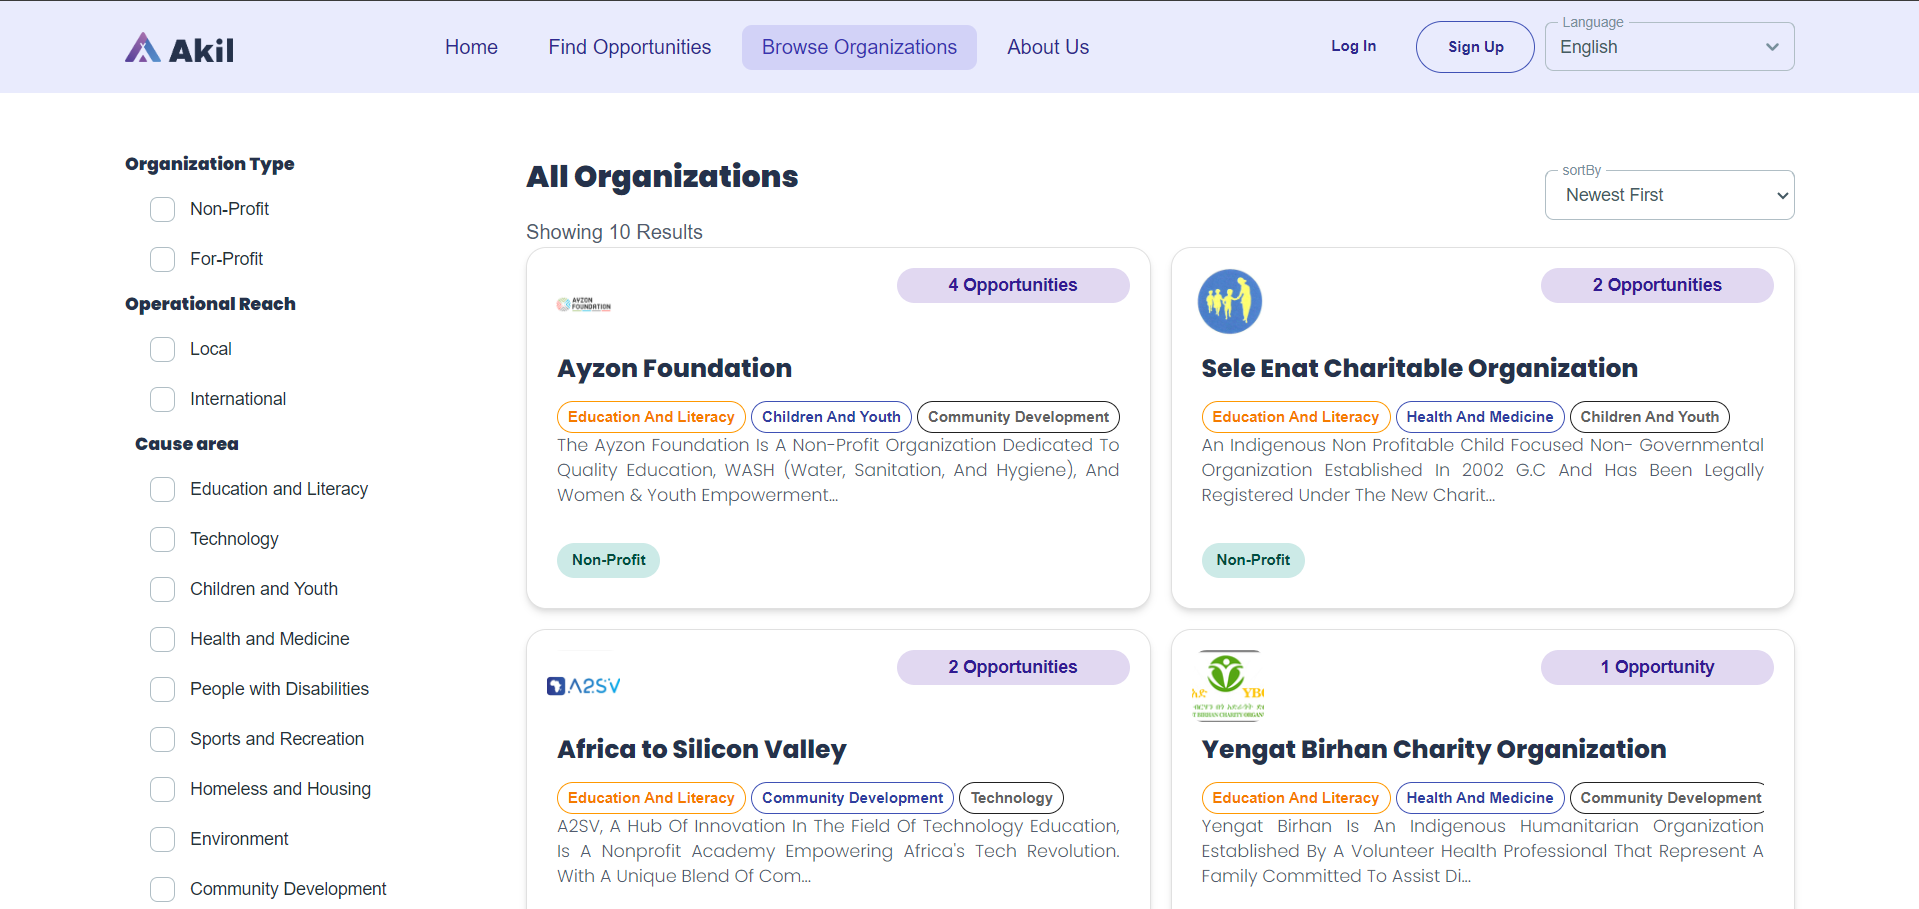 Akil
Home
Find Opportunities
Browse Organizations
About Us
Log In
Sign Up
Language
English
Organization Type
Non-Profit
For-Profit
Operational Reach
Local
International
Cause area
Education and Literacy
Technology
Children and Youth
Health and Medicine
People with Disabilities
Sports and Recreation
Homeless and Housing
Environment
Community Development
All Organizations
sortBy
Newest First
Showing 10 Results
AYZON
FOUNDATION
4 Opportunities
Ayzon Foundation
Education And Literacy
Children And Youth
Community Development
The Ayzon Foundation Is A Non-Profit Organization Dedicated To
Quality Education, WASH (Water, Sanitation, And Hygiene), And
Women & Youth Empowerment...
Non-Profit
2 Opportunities
Sele Enat Charitable Organization
Education And Literacy
Health And Medicine
Children And Youth
An Indigenous Non Profitable Child Focused Non- Governmental
Organization Established In 2002 G.C And Has Been Legally
Registered Under The New Charit...
Non-Profit
A2SV
2 Opportunities
Africa to Silicon Valley
Education And Literacy
Community Development
Technology
A2SV, A Hub Of Innovation In The Field Of Technology Education,
Is A Nonprofit Academy Empowering Africa's Tech Revolution.
With A Unique Blend Of Com...
YB
BIRHAN CHARITY
1 Opportunity
Yengat Birhan Charity Organization
Education And Literacy
Health And Medicine
Community Development
Yengat Birhan Is An Indigenous Humanitarian Organization
Established By A Volunteer Health Professional That Represent A
Family Committed To Assist Di...